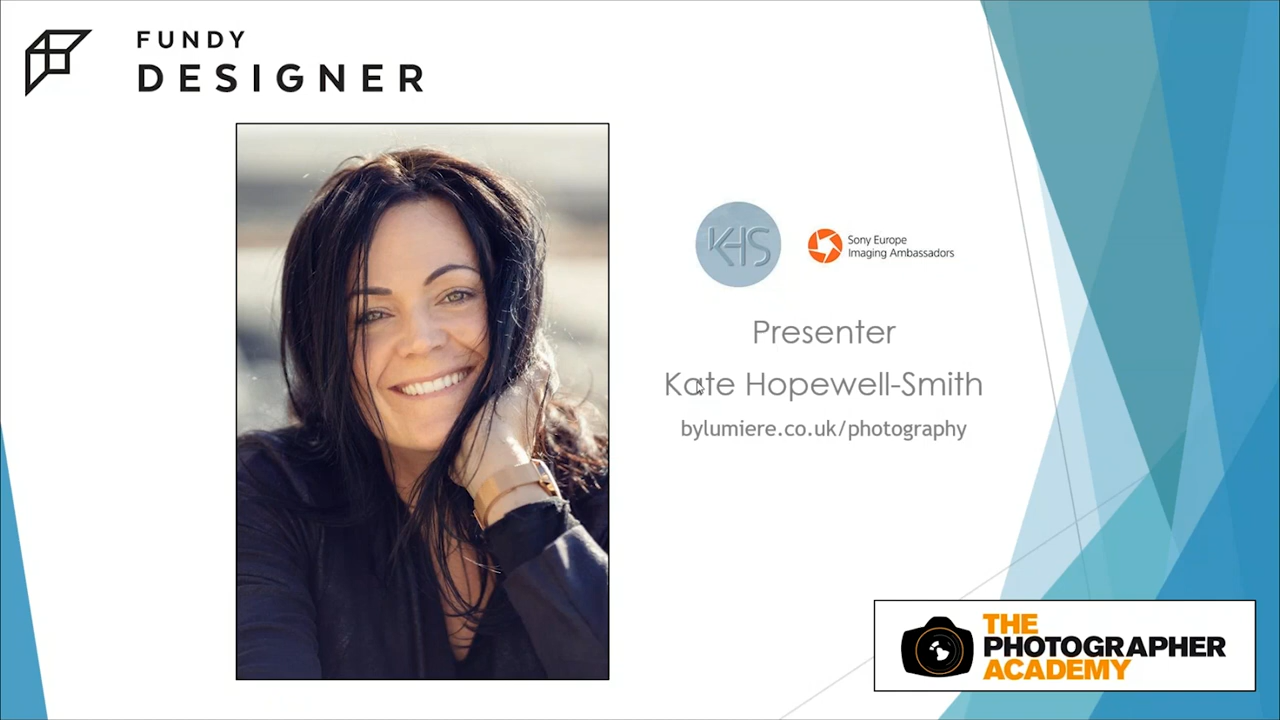 FUNDY
DESIGNER
KHS
Sony Europe
Imaging Ambassadors
Presenter
Kate Hopewell-Smith
bylumiere.co.uk/photography
THE
PHOTOGRAPHER
ACADEMY